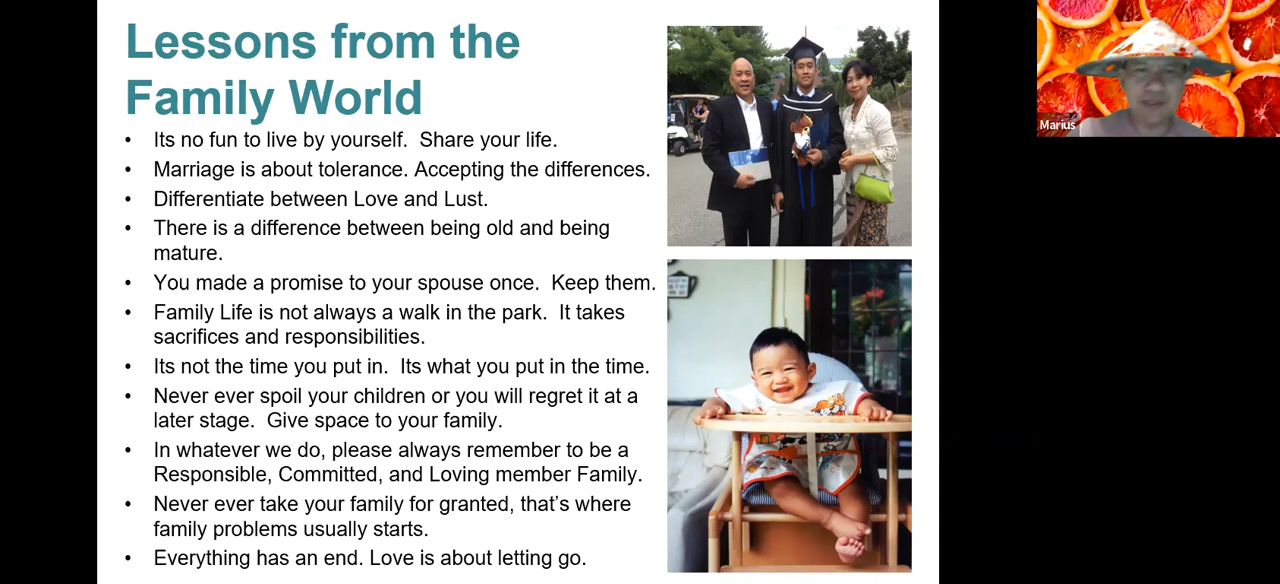 Lessons from the
Family World
• Its no fun to live by yourself.  Share your life.
• Marriage is about tolerance. Accepting the differences.
• Differentiate between Love and Lust.
• There is a difference between being old and being
mature.
• You made a promise to your spouse once.  Keep them.
• Family Life is not always a walk in the park.  It takes
sacrifices and responsibilities.
• Its not the time you put in.  Its what you put in the time.
• Never ever spoil your children or you will regret it at a
later stage.  Give space to your family.
• In whatever we do, please always remember to be a
Responsible, Committed, and Loving member Family.
• Never ever take your family for granted, that’s where
family problems usually starts.
• Everything has an end. Love is about letting go.
Marius